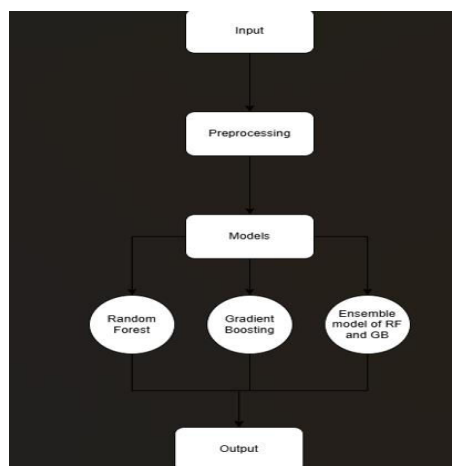 Input
Preprocessing
Models
Random
Forest
Gradient
Boosting
Ensemble
model of RF
and GB
Output